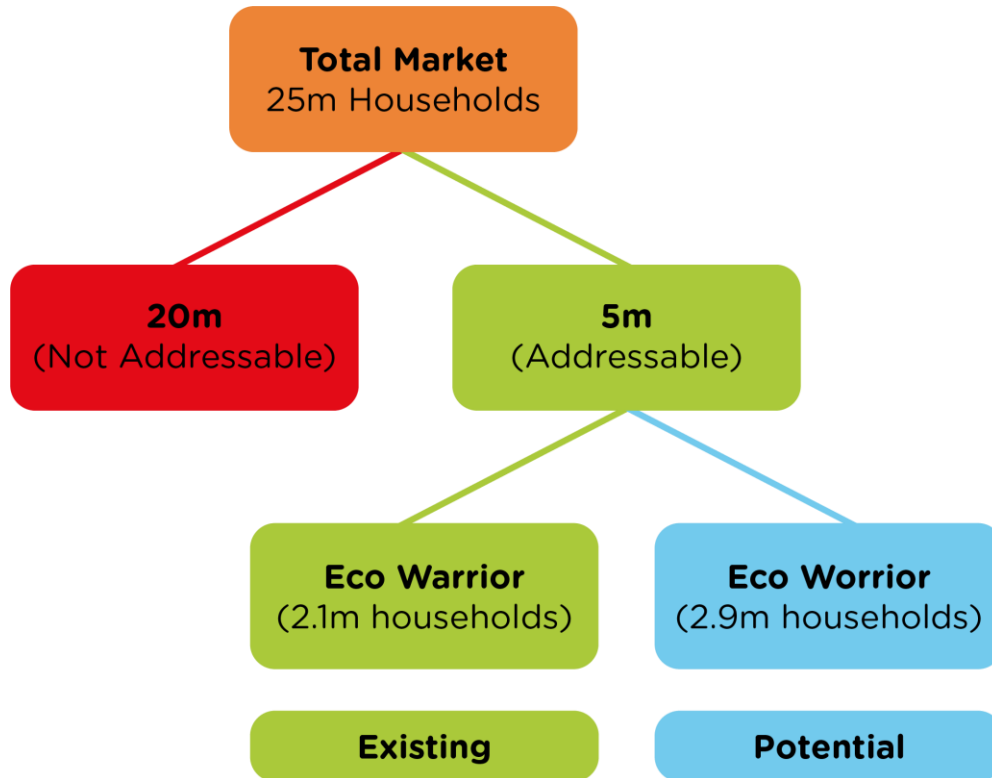 Total Market
25m Households
20m
(Not Addressable)
5m
(Addressable)
Eco Warrior
(2.1m households)
Eco Worrior
(2.9m households)
Existing
Potential